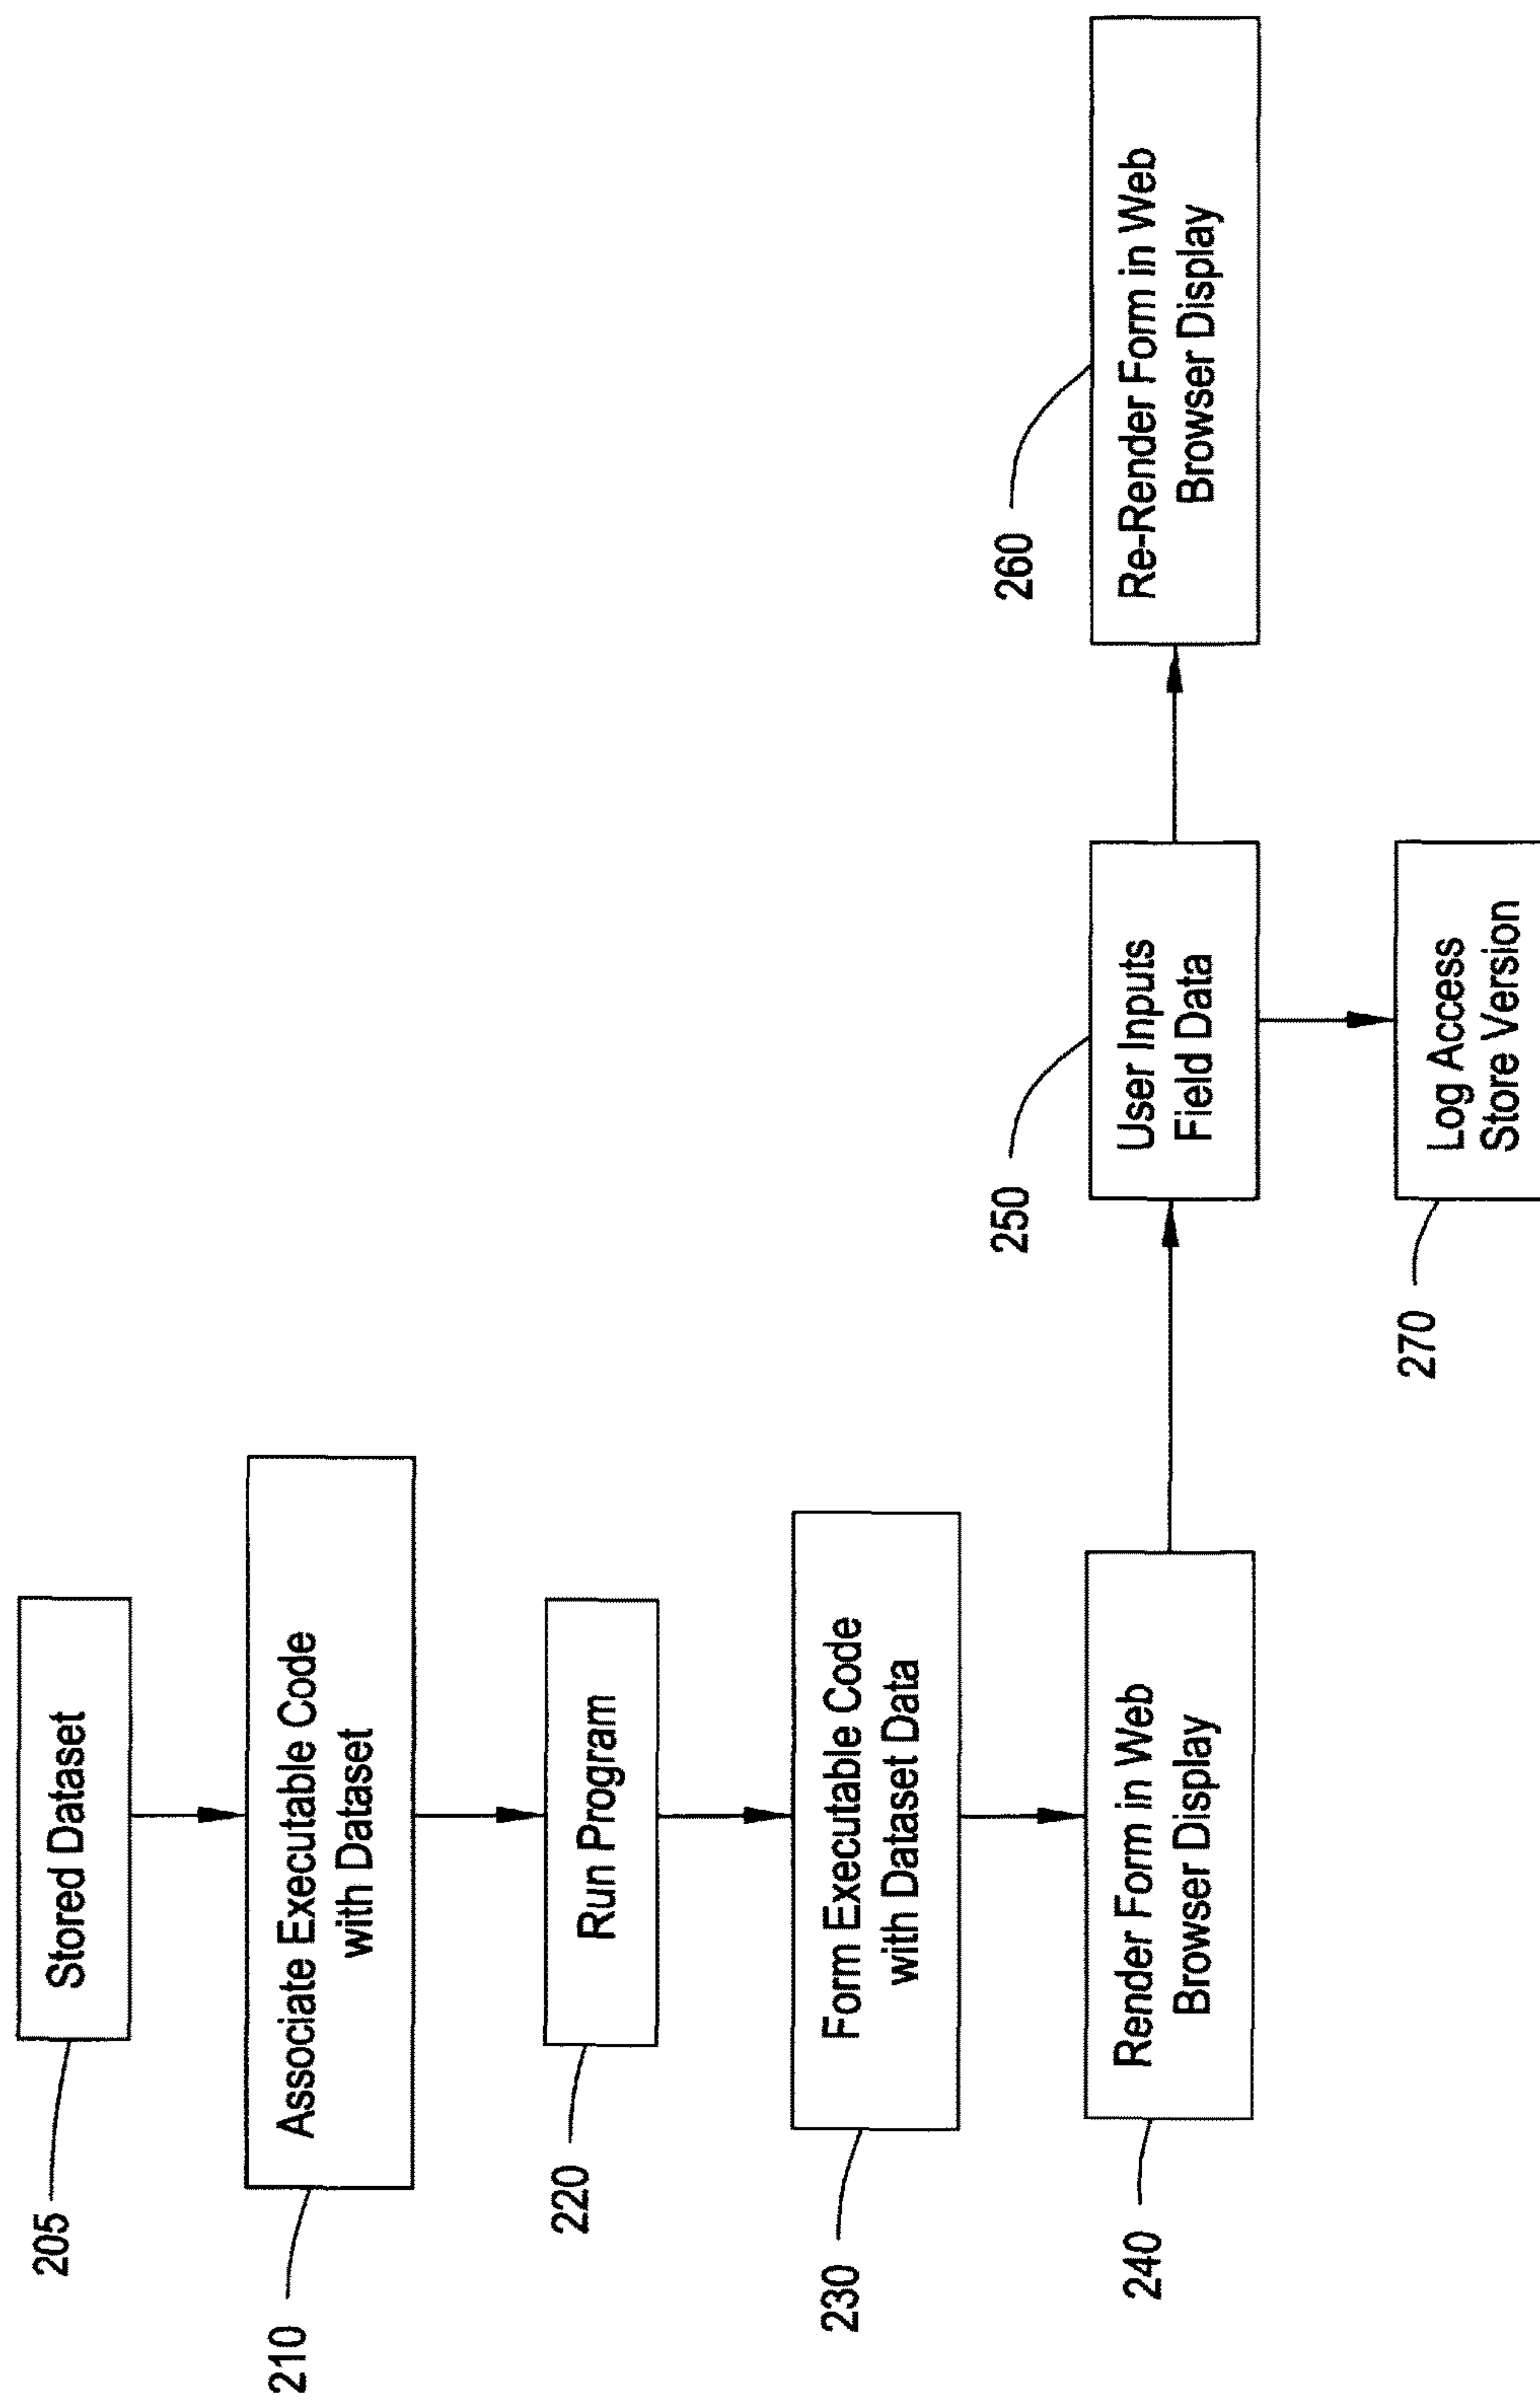 205
Stored Dataset
210
Associate Executable Code
with Dataset
220
Run Program
230
Form Executable Code
with Dataset Data
240
Render Form in Web
Browser Display
250
User Inputs
Field Data
260
Re-Render Form in Web
Browser Display
270
Log Access
Store Version